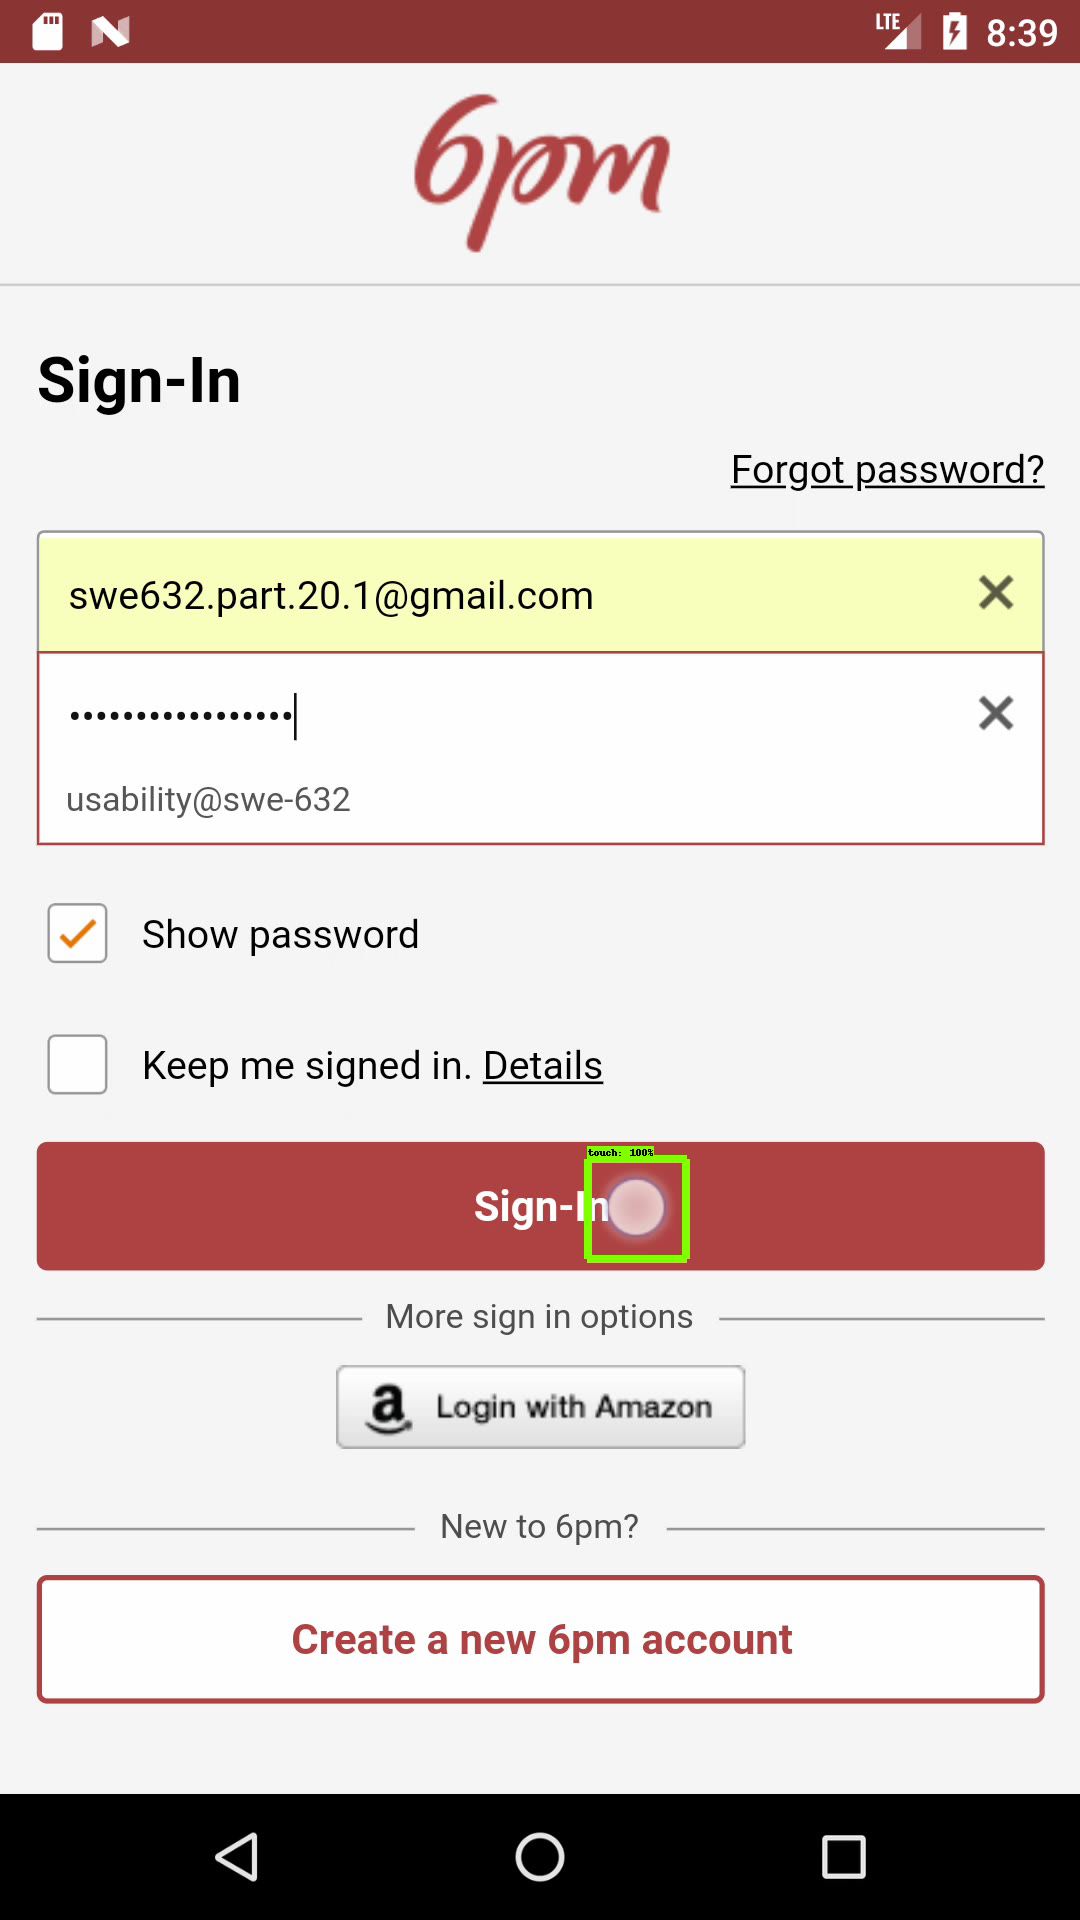 LTE 8:39
6pm
Sign-In
Forgot password?
swe632.part.20.1@gmail.com
•••••••••••••••••
usability@swe-632
Show password
Keep me signed in. Details
touch: 100%
Sign-In
More sign in options
a Login with Amazon
New to 6pm?
Create a new 6pm account